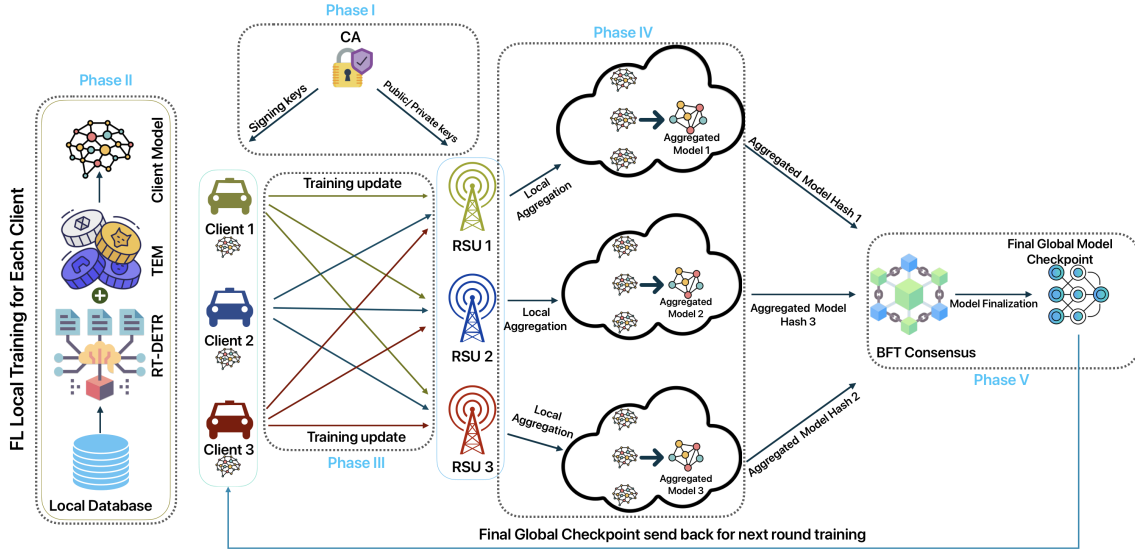 FL Local Training for Each Client
Phase II
Client Model
TEM
RT-DETR
Local Database
Phase I
CA
Signing keys
Public/Private keys
Client 1
Client 2
Client 3
Training update
Training update
Phase III
RSU 1
RSU 2
RSU 3
Phase IV
Local
Aggregation
Local
Aggregation
Local
Aggregation
Aggregated
Model 1
Aggregated
Model 2
Aggregated
Model 3
Aggregated Model Hash 1
Aggregated Model
Hash 3
Aggregated Model Hash 2
BFT Consensus
Model Finalization
Final Global Model
Checkpoint
Phase V
Final Global Checkpoint send back for next round training